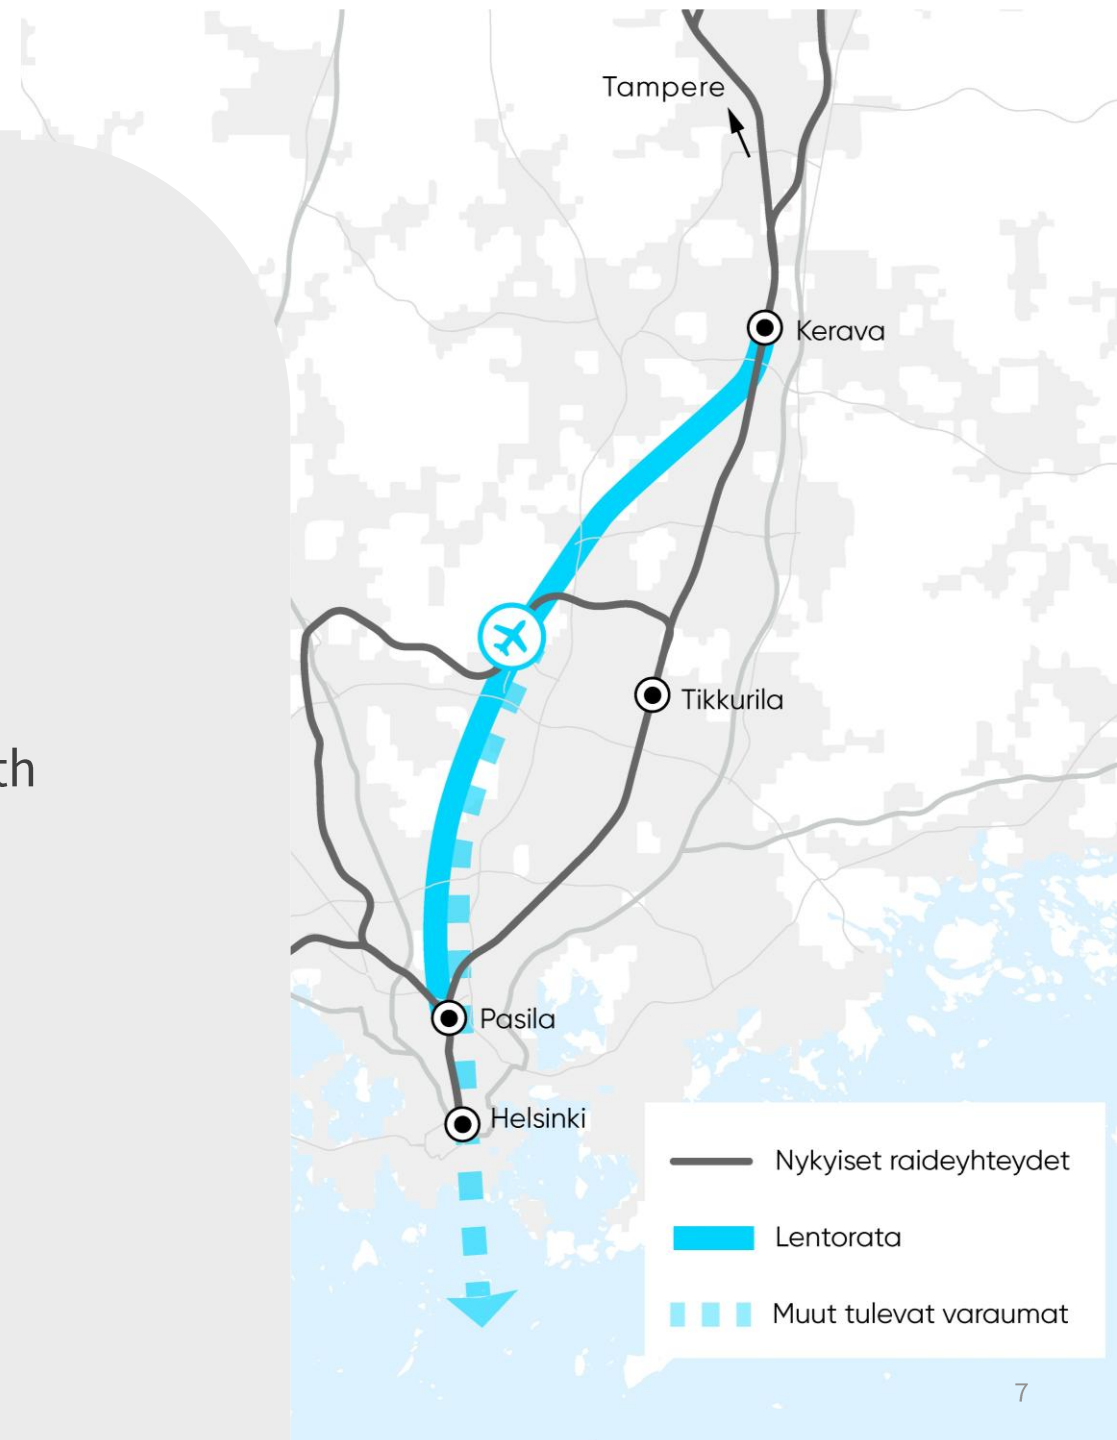 Tampere
Kerava
Tikkurila
th
Pasila
Helsinki
Nykyiset raideyhteydet
Lentorata
Muut tulevat varaumat
7